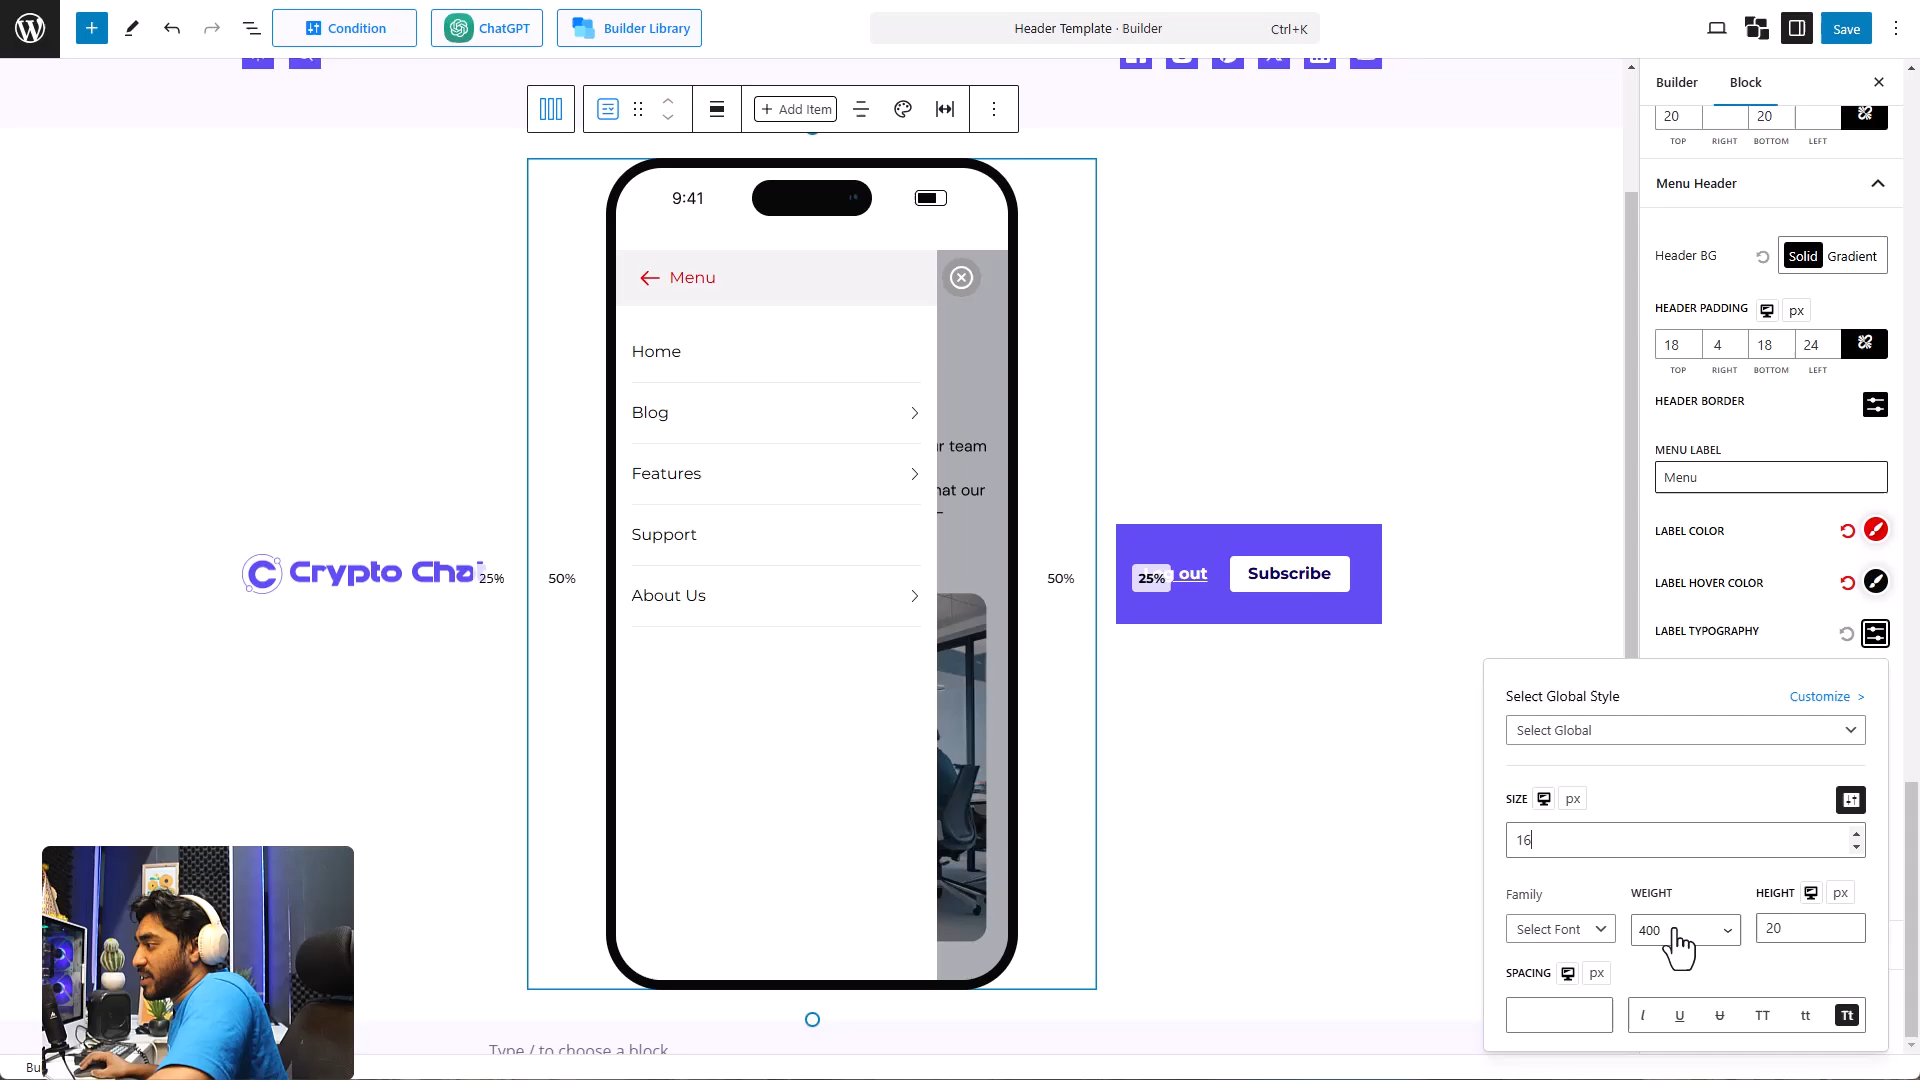 Condition
ChatGPT
Builder Library
Header Template · Builder
Ctrl+K
Save
Add Item
Builder
Block
20
20
TOP
RIGHT
BOTTOM
LEFT
Menu Header
Header BG
Solid
Gradient
HEADER PADDING
px
18
4
18
24
TOP
RIGHT
BOTTOM
LEFT
HEADER BORDER
MENU LABEL
Menu
LABEL COLOR
LABEL HOVER COLOR
LABEL TYPOGRAPHY
Select Global Style
Customize >
Select Global
SIZE
px
16
Family
WEIGHT
HEIGHT
px
Select Font
400
20
SPACING
px
I
U
U
TT
tt
Tt
9:41
Menu
Home
Blog
Features
Support
About Us
ur team
hat our
Crypto Cha
25%
50%
50%
25%
out
Subscribe
Type / to choose a block
Bu